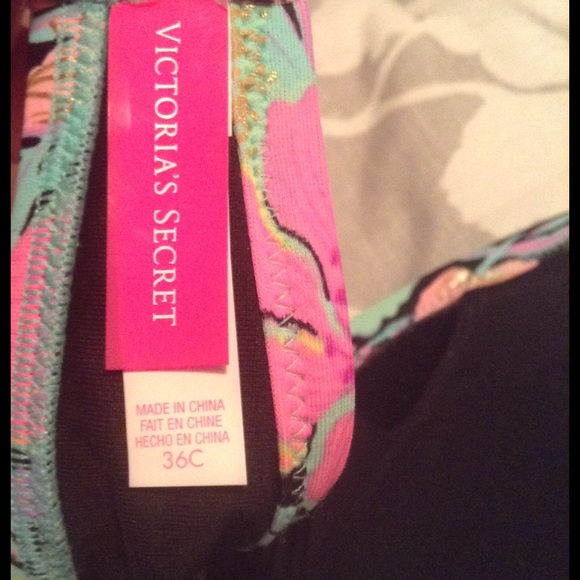 VICTORIA'S SECRET
MADE IN CHINA
FAIT EN CHINE
HECHO EN CHINA
36C